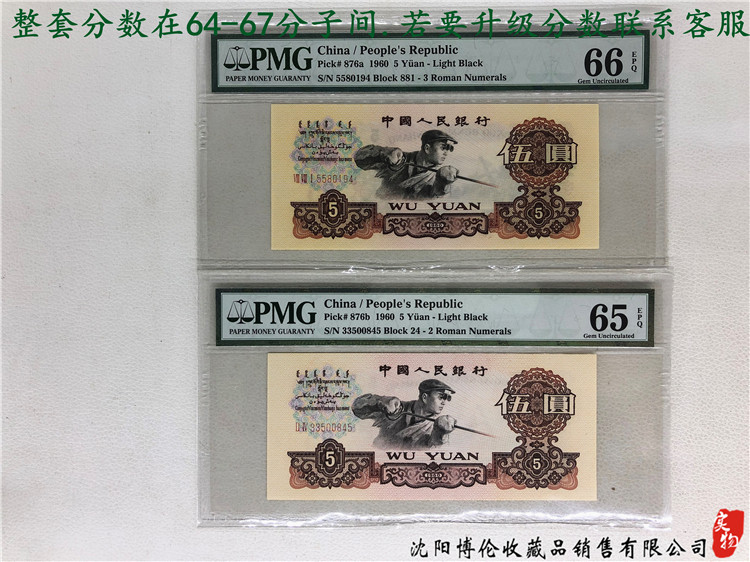 整套分数在64-67分子间.若要升级分数联系客服
PMG
PAPER MONEY GUARANTY
China / People's Republic
Pick# 876a 1960 5 Yüan - Light Black
S/N 5580194 Block 881 - 3 Roman Numerals
66 EPQ
Gem Uncirculated
中國人民銀行
伍圓
VIII VIII I 5580194
WU YUAN
5
5
PMG
PAPER MONEY GUARANTY
China / People's Republic
Pick# 876b 1960 5 Yüan - Light Black
S/N 33500845 Block 24 - 2 Roman Numerals
65 EPQ
Gem Uncirculated
中國人民銀行
伍圓
33500845
WU YUAN
5
5
实物
沈阳博伦收藏品销售有限公司